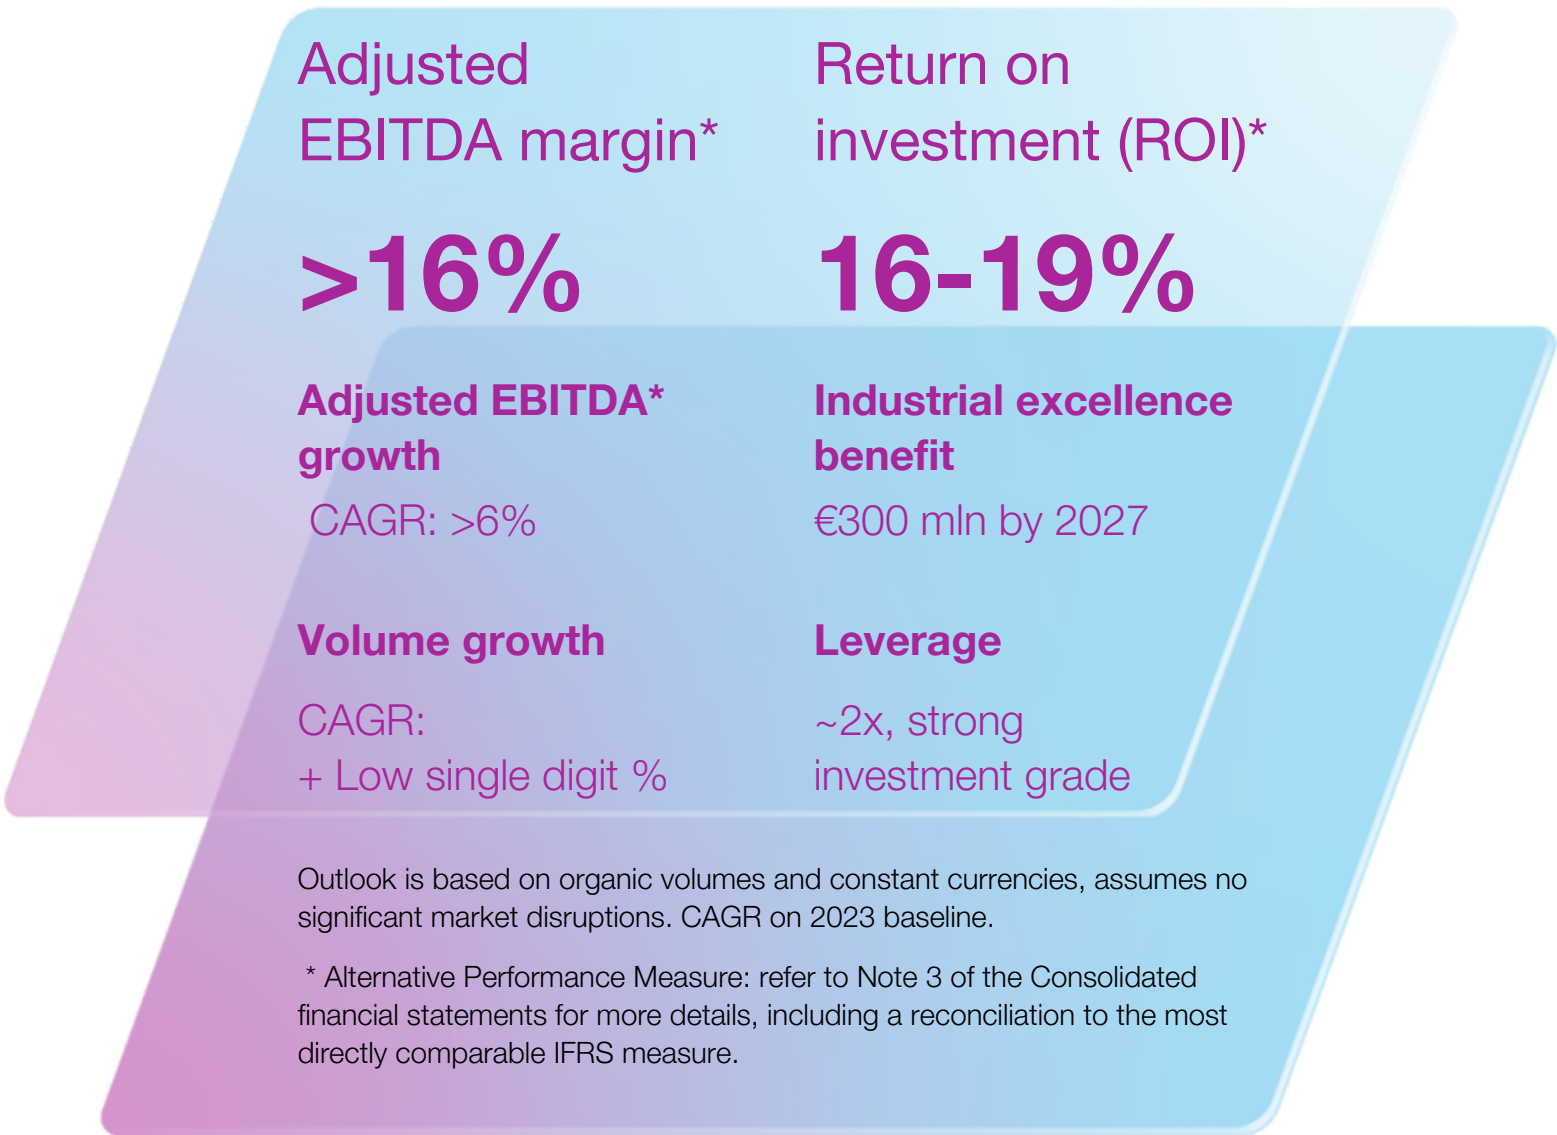 Adjusted
EBITDA margin*
>16%
Return on
investment (ROI)*
16-19%
Adjusted EBITDA*
growth
CAGR: >6%
Industrial excellence
benefit
€300 mln by 2027
Volume growth
CAGR:
+ Low single digit %
Leverage
~2x, strong
investment grade
Outlook is based on organic volumes and constant currencies, assumes no
significant market disruptions. CAGR on 2023 baseline.
* Alternative Performance Measure: refer to Note 3 of the Consolidated
financial statements for more details, including a reconciliation to the most
directly comparable IFRS measure.